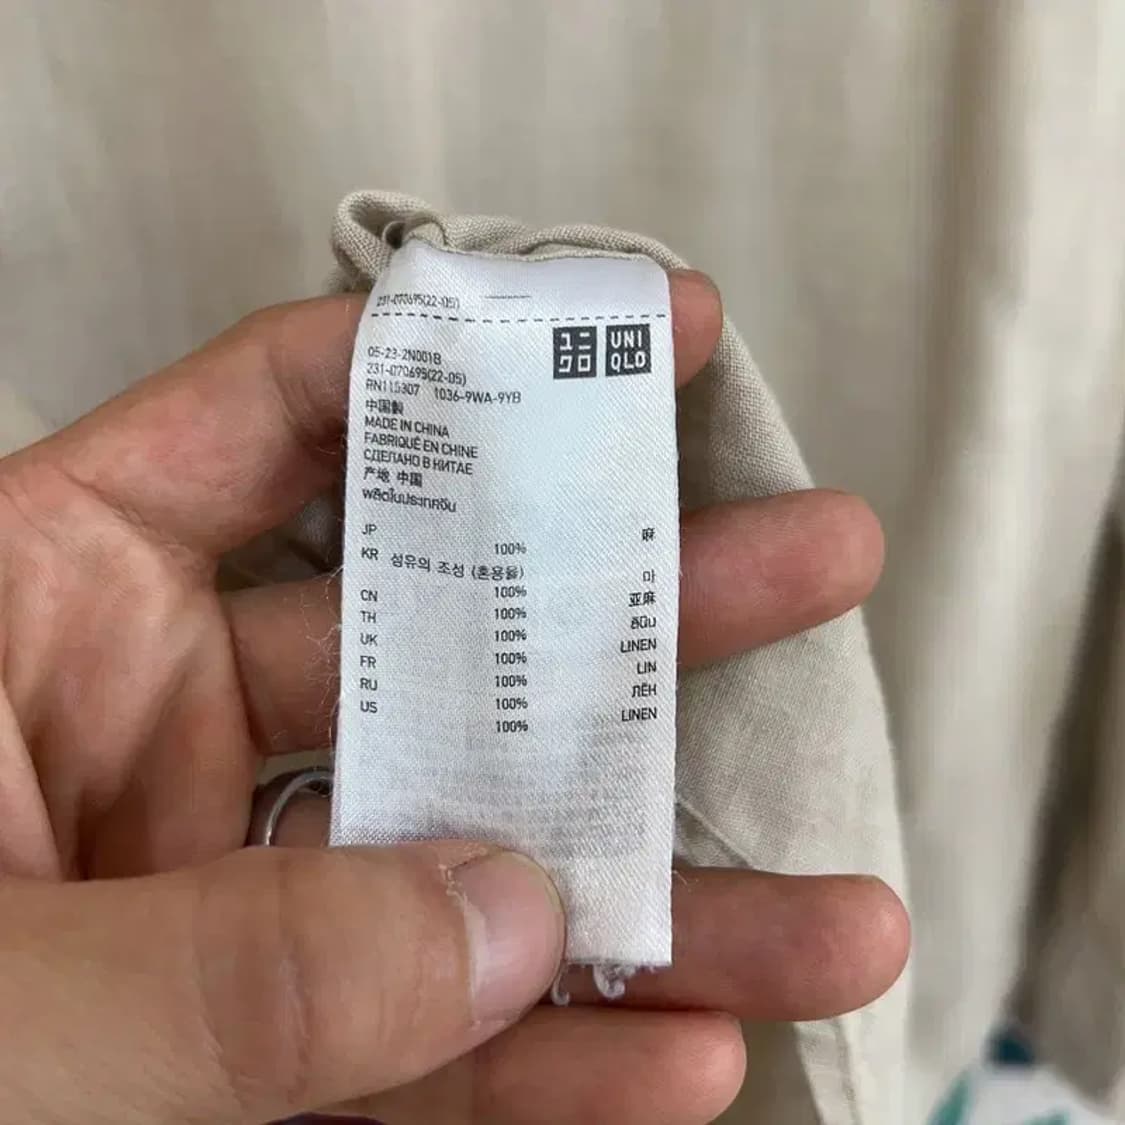 231-070695(22-05)
ユニ
クロ
UNI
QLO
05-23-2N001B
231-070695(22-05)
RN115307 1036-9WA-9YB
中国製
MADE IN CHINA
FABRIQUÉ EN CHINE
СДЕЛАНО В КИТАЕ
产地 中国
ผลิตในประเทศจีน
JP
100% 麻
KR 섬유의 조성 (혼용율)
100% 마
CN 100% 亚麻
TH 100% ลินิน
UK 100% LINEN
FR 100% LIN
RU 100% ЛЁН
US 100% LINEN